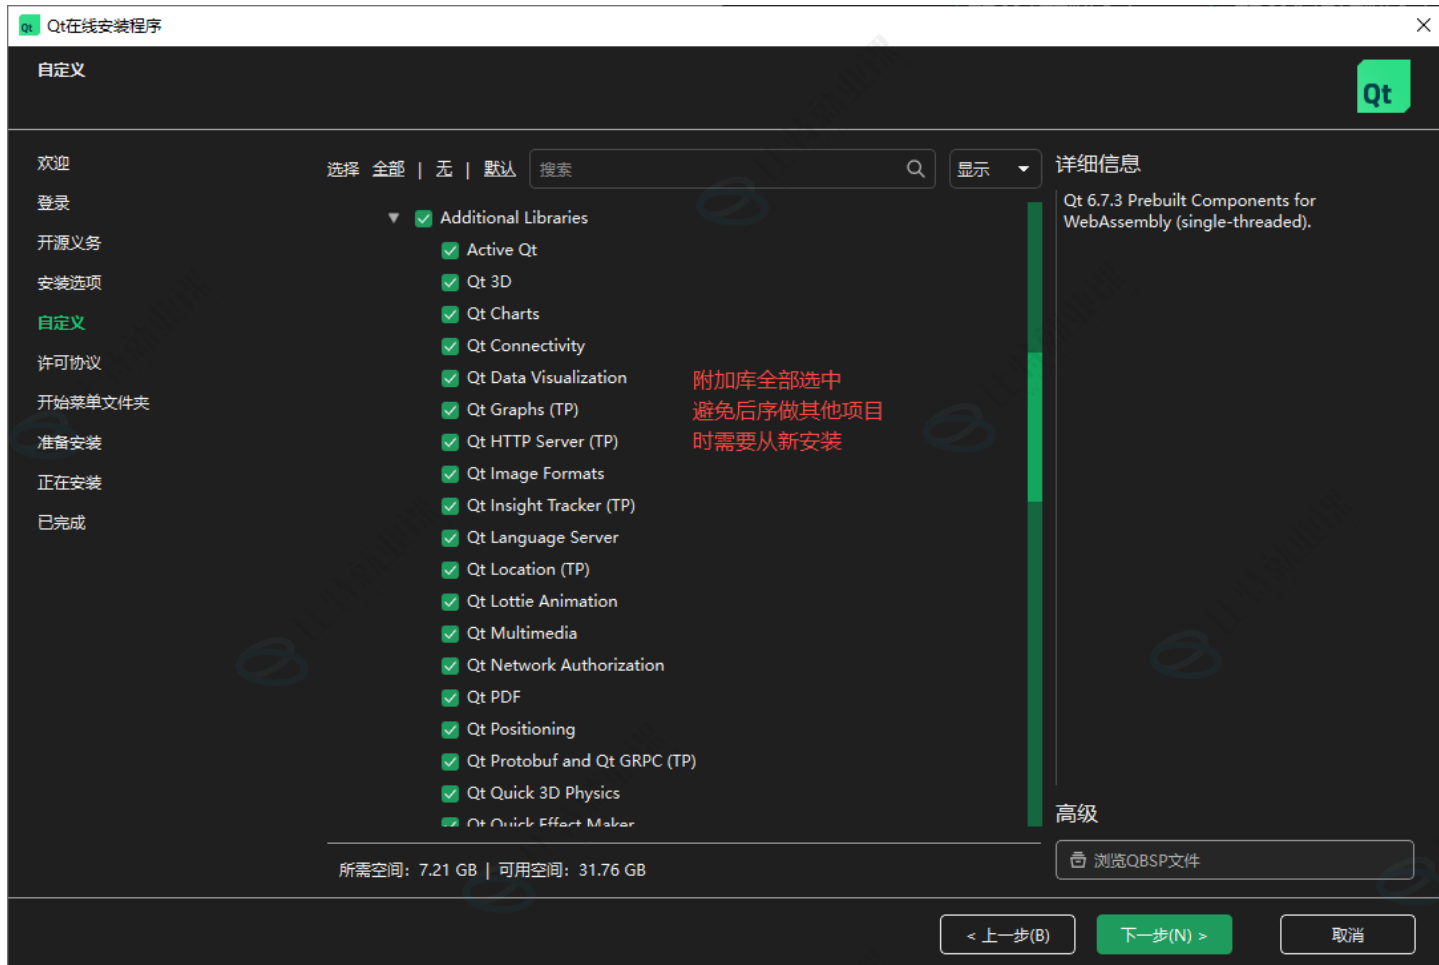 Qt Qt在线安装程序
自定义
Qt
欢迎
登录
开源义务
安装选项
自定义
许可协议
开始菜单文件夹
准备安装
正在安装
已完成
选择 全部 | 无 | 默认 搜索 显示
Additional Libraries
Active Qt
Qt 3D
Qt Charts
Qt Connectivity
Qt Data Visualization
Qt Graphs (TP)
Qt HTTP Server (TP)
Qt Image Formats
Qt Insight Tracker (TP)
Qt Language Server
Qt Location (TP)
Qt Lottie Animation
Qt Multimedia
Qt Network Authorization
Qt PDF
Qt Positioning
Qt Protobuf and Qt GRPC (TP)
Qt Quick 3D Physics
Qt Quick Effect Maker
附加库全部选中
避免后序做其他项目
时需要从新安装
所需空间：7.21 GB | 可用空间：31.76 GB
详细信息
Qt 6.7.3 Prebuilt Components for
WebAssembly (single-threaded).
高级
浏览QBSP文件
< 上一步(B)
下一步(N) >
取消